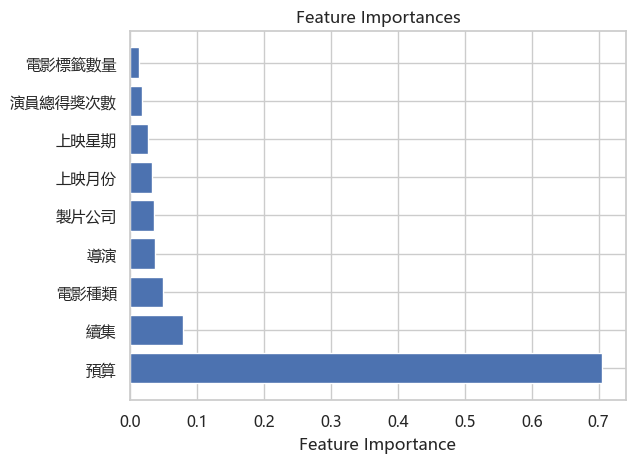 Feature Importances
電影標籤數量
演員總得獎次數
上映星期
上映月份
製片公司
導演
電影種類
續集
預算
0.0 0.1 0.2 0.3 0.4 0.5 0.6 0.7
Feature Importance